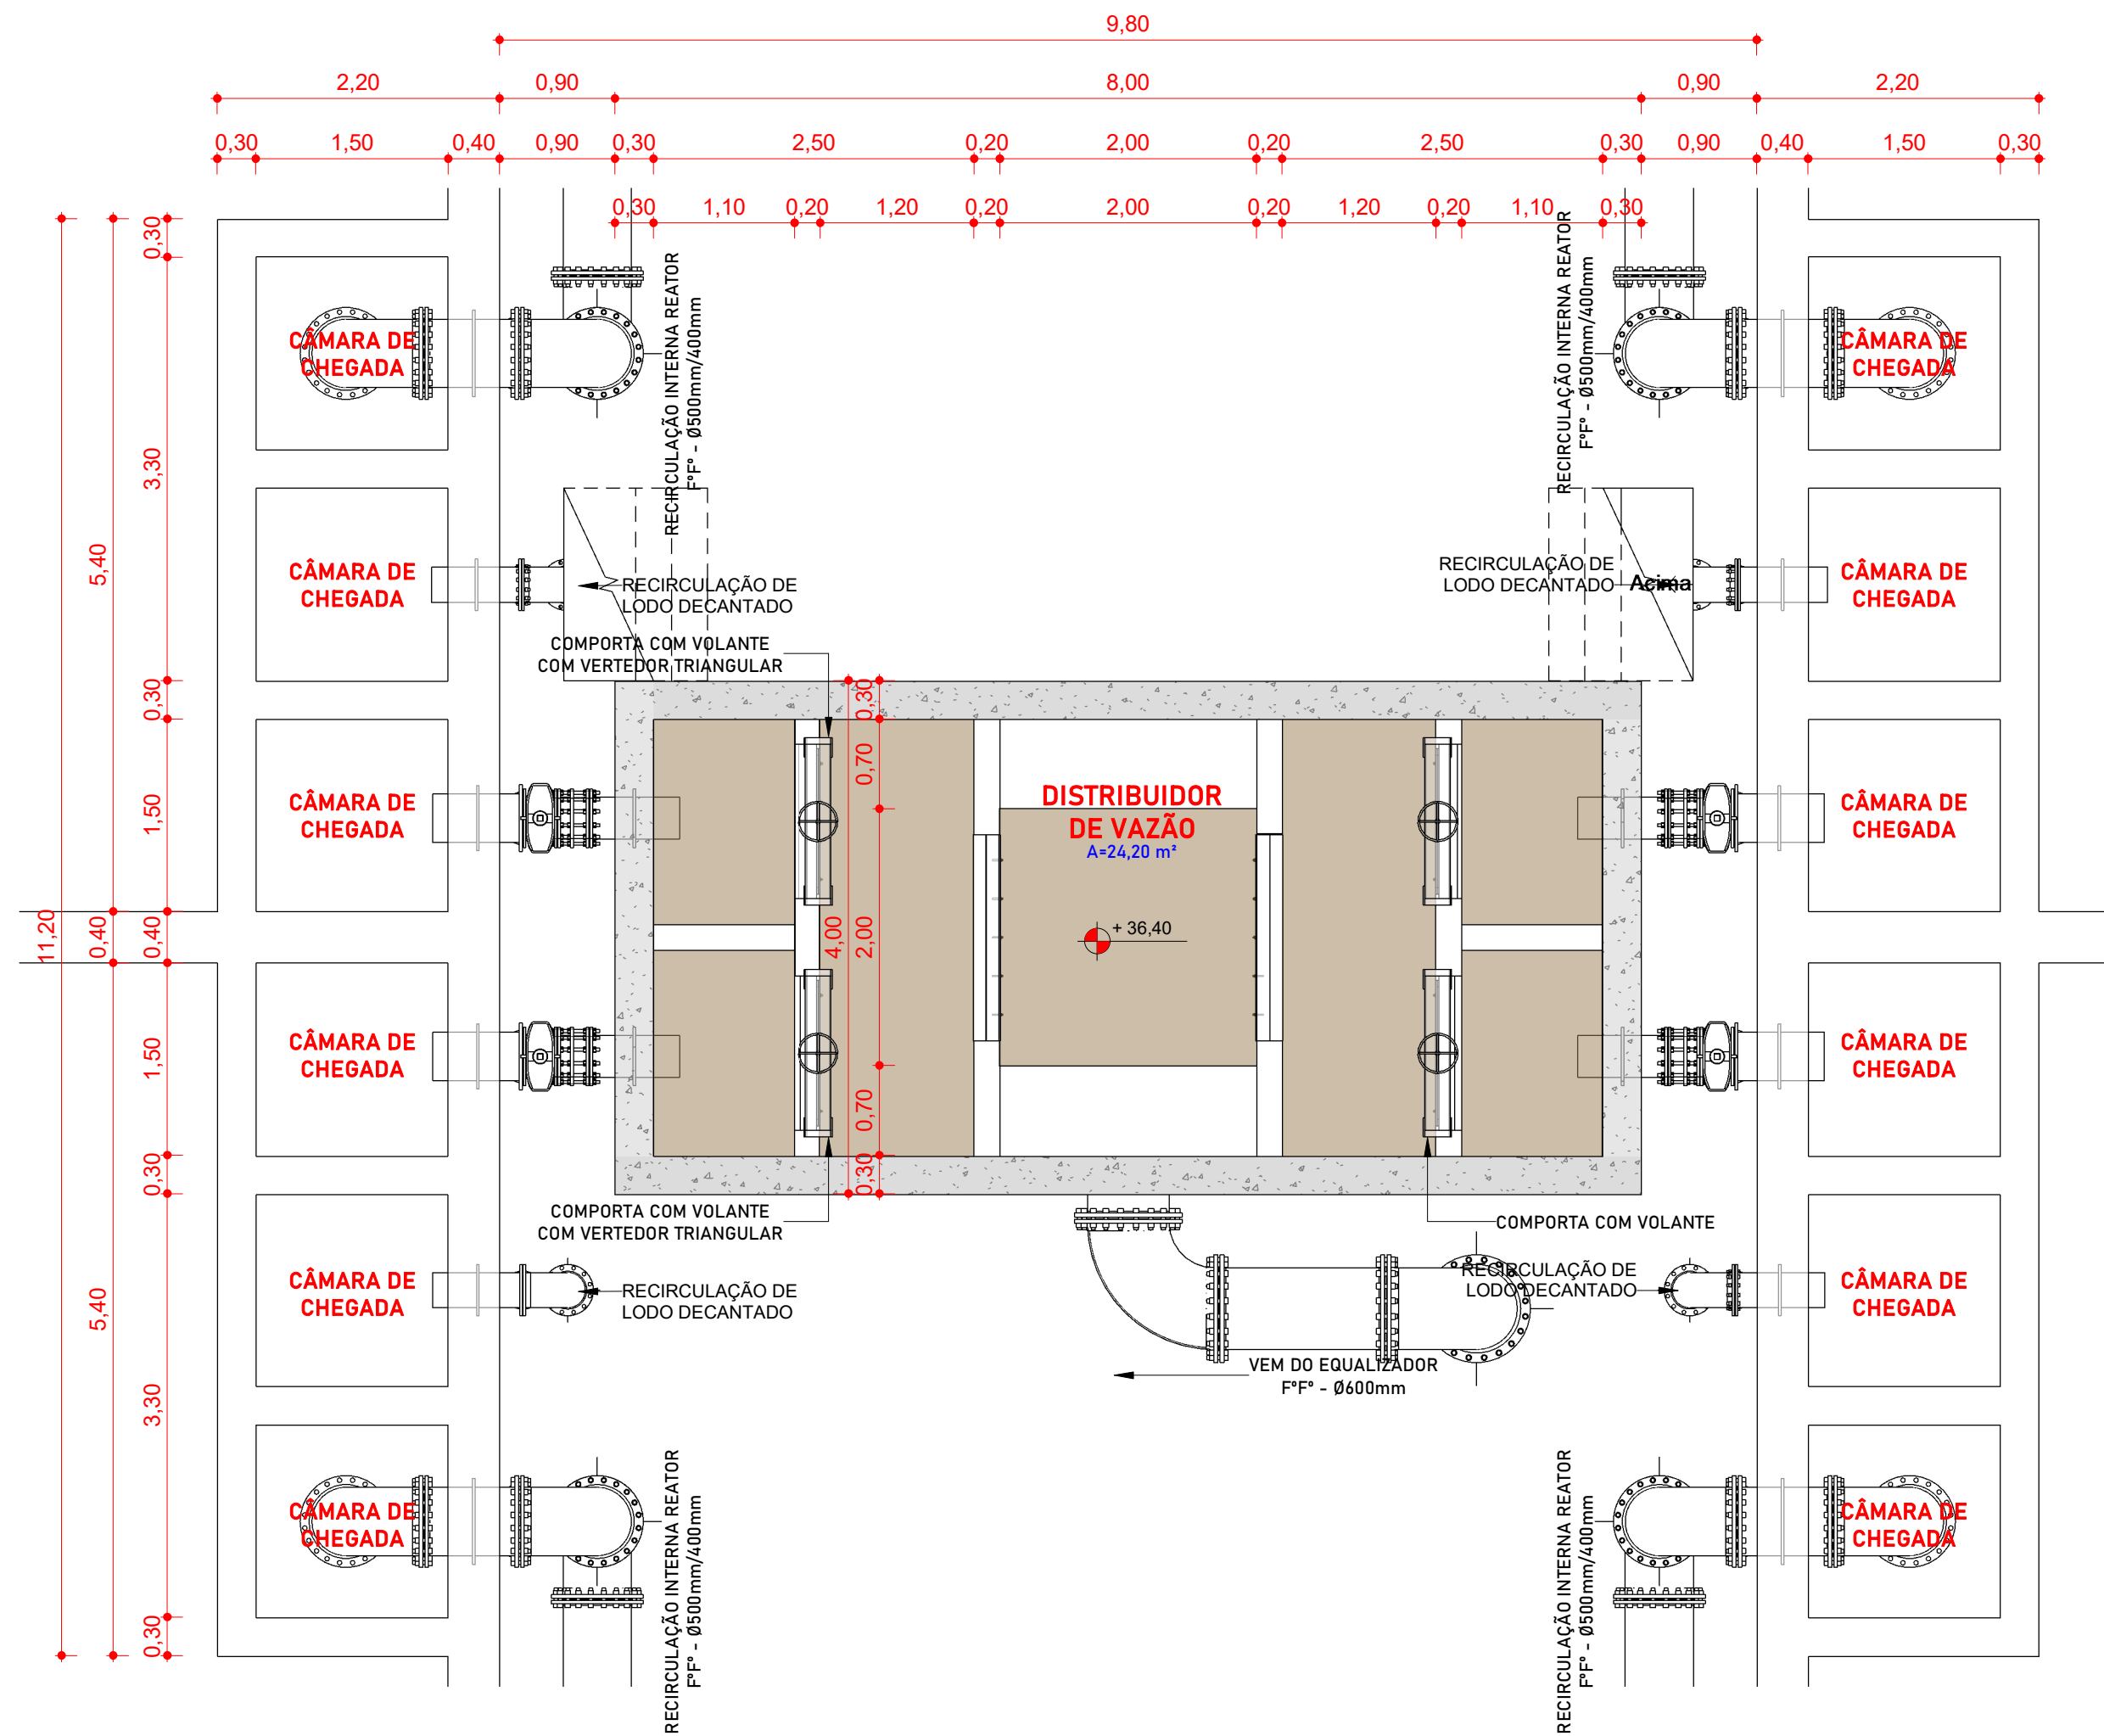 9,80
2,20 0,90 8,00 0,90 2,20
0,30 1,50 0,40 0,90 0,30 2,50 0,20 2,00 0,20 2,50 0,30 0,90 0,40 1,50 0,30
0,30 1,10 0,20 1,20 0,20 2,00 0,20 1,20 0,20 1,10 0,30
0,30
3,30
0,30
1,50
0,40
1,50
0,30
3,30
0,30
5,40
0,40
5,40
11,20
CÂMARA DE
CHEGADA
CÂMARA DE
CHEGADA
CÂMARA DE
CHEGADA
CÂMARA DE
CHEGADA
CÂMARA DE
CHEGADA
CÂMARA DE
CHEGADA
RECIRCULAÇÃO INTERNA REATOR
FºFº - Ø500mm/400mm
RECIRCULAÇÃO INTERNA REATOR
FºFº - Ø500mm/400mm
RECIRCULAÇÃO DE
LODO DECANTADO
RECIRCULAÇÃO DE
LODO DECANTADO
Acima
COMPORTA COM VOLANTE
COM VERTEDOR TRIANGULAR
0,30
0,70
2,00
0,70
0,30
4,00
DISTRIBUIDOR
DE VAZÃO
A=24,20 m²
+ 36,40
COMPORTA COM VOLANTE
COM VERTEDOR TRIANGULAR
COMPORTA COM VOLANTE
RECIRCULAÇÃO DE
LODO DECANTADO
RECIRCULAÇÃO DE
LODO DECANTADO
VEM DO EQUALIZADOR
FºFº - Ø600mm
RECIRCULAÇÃO INTERNA REATOR
FºFº - Ø500mm/400mm
RECIRCULAÇÃO INTERNA REATOR
FºFº - Ø500mm/400mm
CÂMARA DE
CHEGADA
CÂMARA DE
CHEGADA
CÂMARA DE
CHEGADA
CÂMARA DE
CHEGADA
CÂMARA DE
CHEGADA
CÂMARA DE
CHEGADA